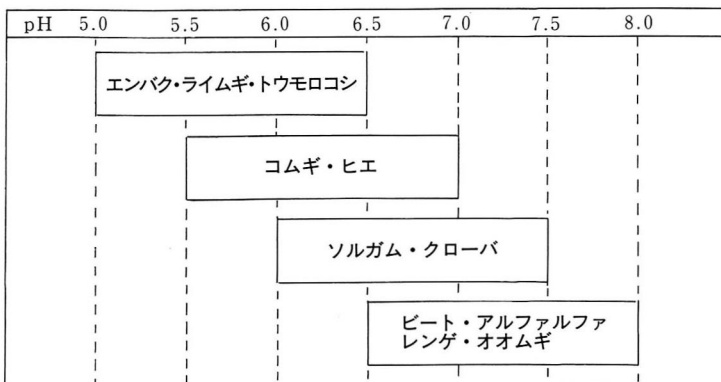 pH 5.0 5.5 6.0 6.5 7.0 7.5 8.0
エンバク・ライムギ・トウモロコシ
コムギ・ヒエ
ソルガム・クローバ
ビート・アルファルファ
レンゲ・オオムギ